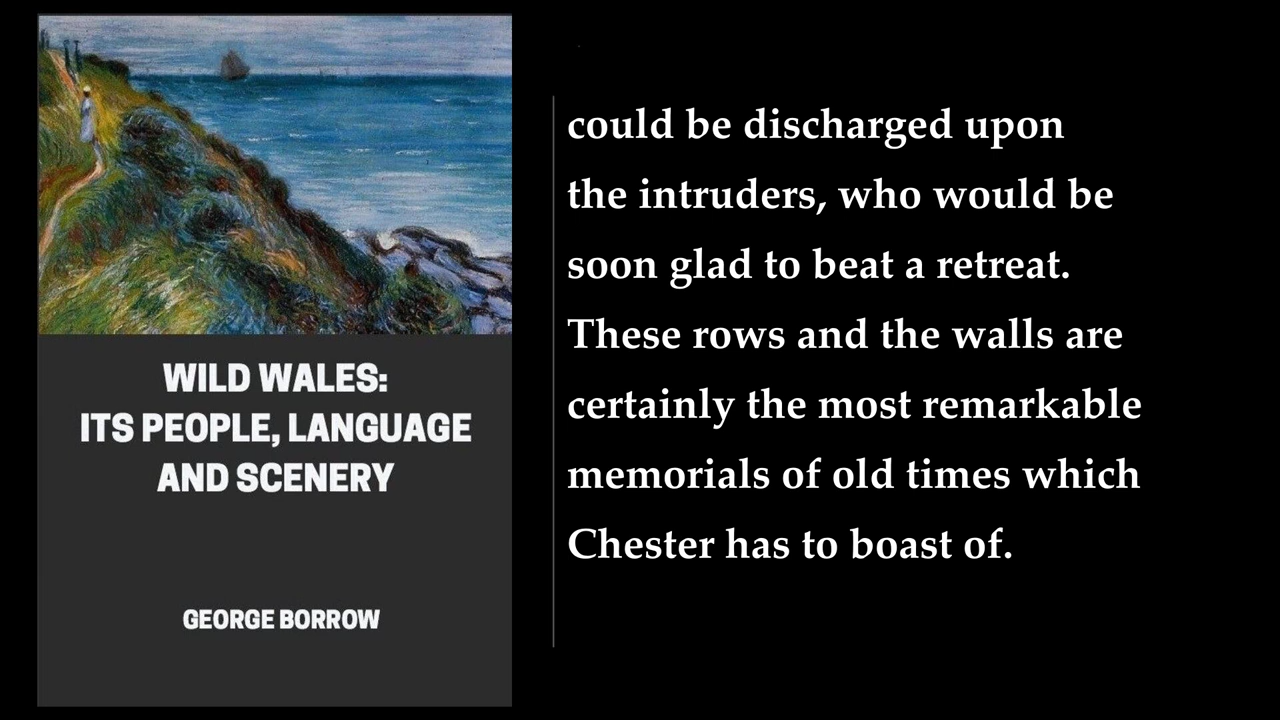 WILD WALES:
ITS PEOPLE, LANGUAGE
AND SCENERY
GEORGE BORROW
could be discharged upon
the intruders, who would be
soon glad to beat a retreat.
These rows and the walls are
certainly the most remarkable
memorials of old times which
Chester has to boast of.